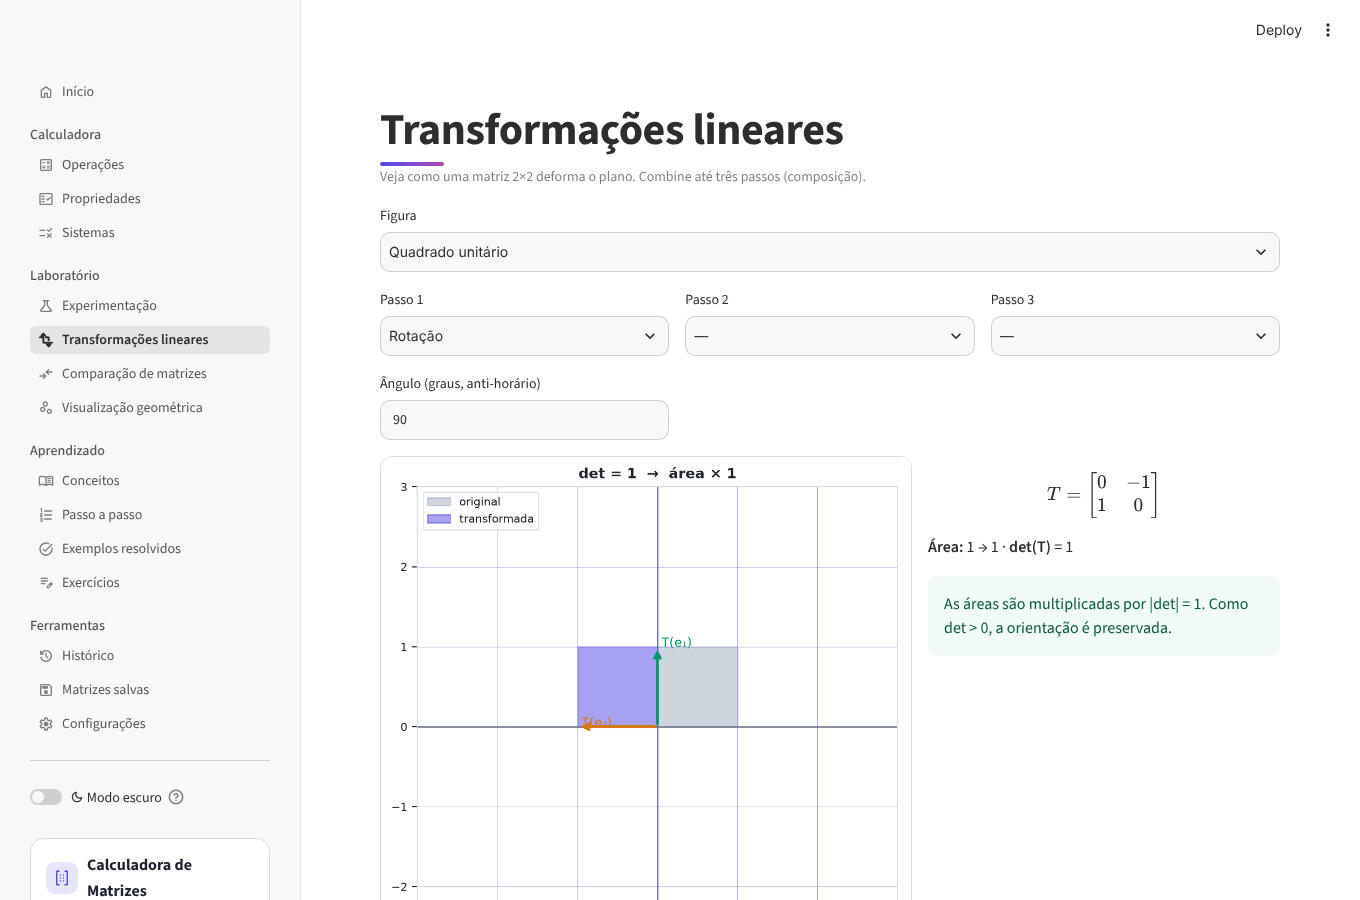 Deploy
Início
Calculadora
Operações
Propriedades
Sistemas
Laboratório
Experimentação
Transformações lineares
Comparação de matrizes
Visualização geométrica
Aprendizado
Conceitos
Passo a passo
Exemplos resolvidos
Exercícios
Ferramentas
Histórico
Matrizes salvas
Configurações
Modo escuro
Calculadora de
Matrizes
Transformações lineares
Veja como uma matriz 2×2 deforma o plano. Combine até três passos (composição).
Figura
Quadrado unitário
Passo 1 Passo 2 Passo 3
Rotação — —
Ângulo (graus, anti-horário)
90
det = 1 → área × 1
original
transformada
3
2
1
0
−1
−2
T(e₁)
T(e₂)
T = [0 −1
1 0]
Área: 1 → 1 · det(T) = 1
As áreas são multiplicadas por |det| = 1. Como
det > 0, a orientação é preservada.